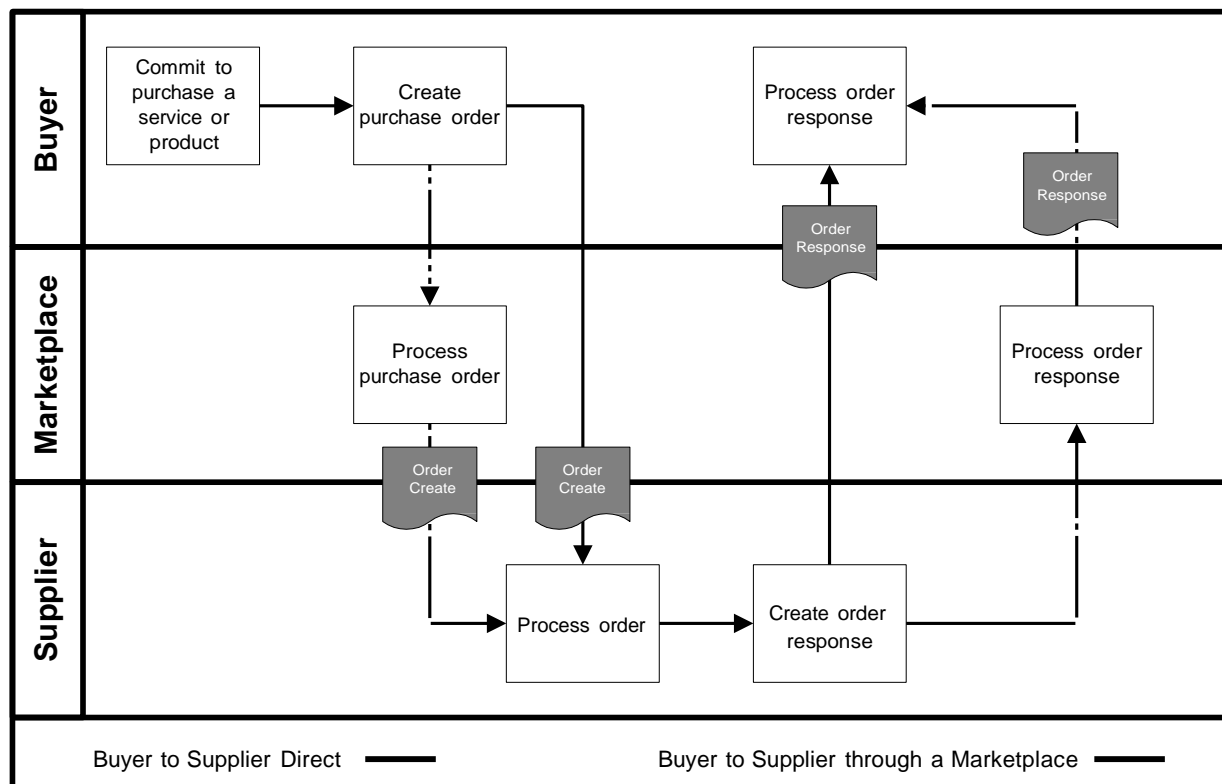 Buyer
Commit to
purchase a
service or
product
Create
purchase order
Process order
response
Order
Response
Order
Response
Marketplace
Process
purchase order
Process order
response
Order
Create
Order
Create
Supplier
Process order
Create order
response
Buyer to Supplier Direct
Buyer to Supplier through a Marketplace